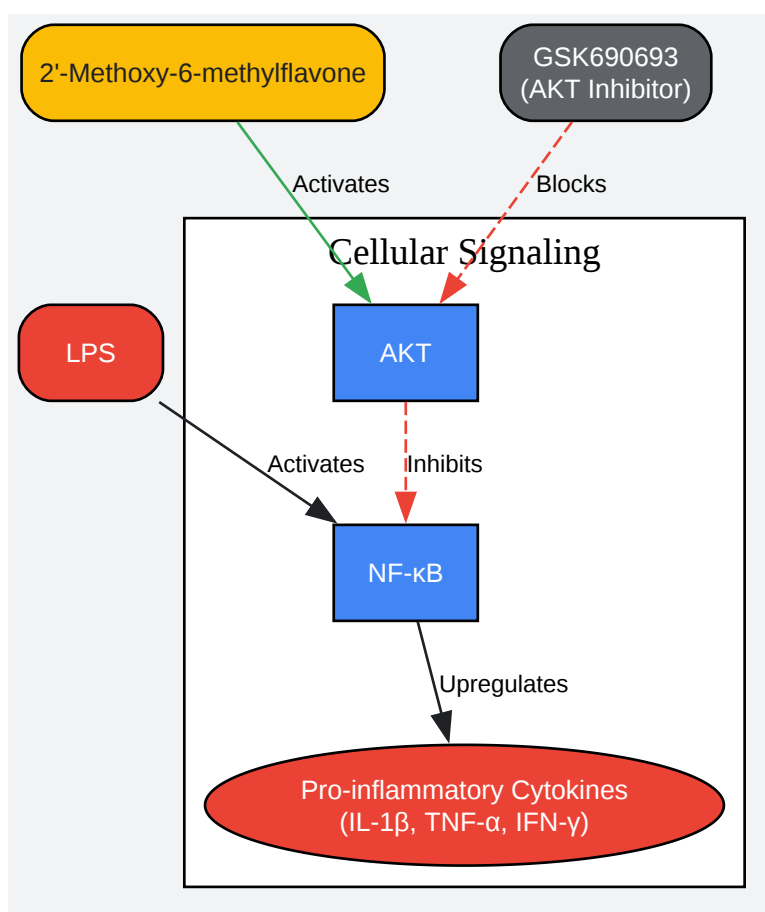 2'-Methoxy-6-methylflavone
GSK690693
(AKT Inhibitor)
Activates
Blocks
Cellular Signaling
LPS
AKT
Activates
Inhibits
NF-κB
Upregulates
Pro-inflammatory Cytokines
(IL-1β, TNF-α, IFN-γ)